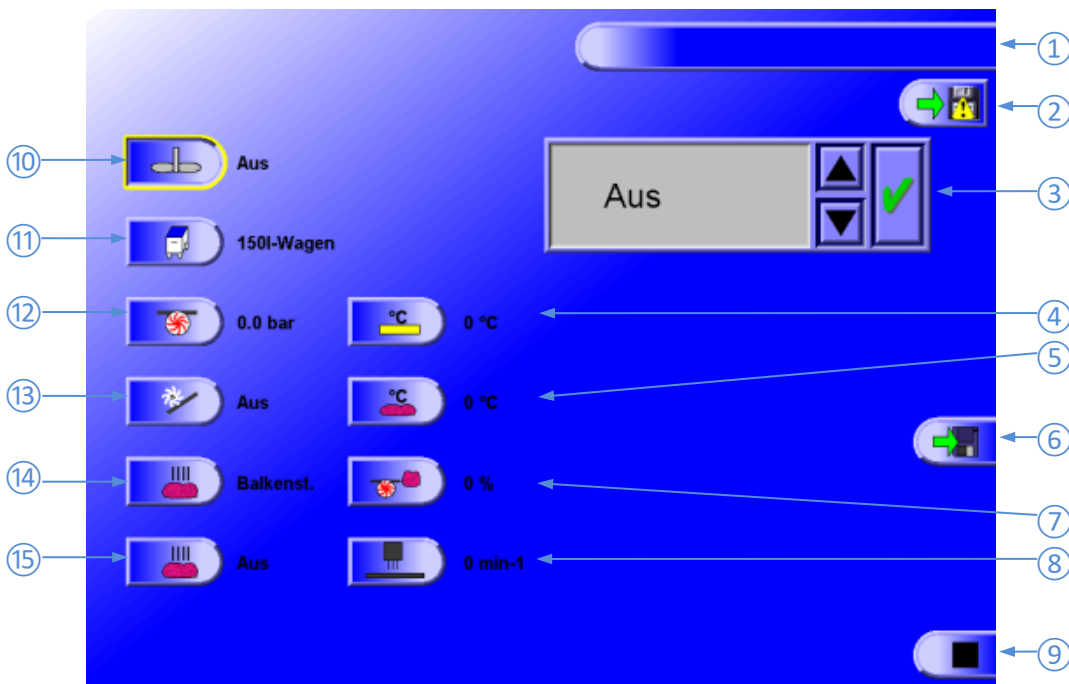 ①
②
⑩ Aus
Aus ③
⑪ 150l-Wagen
⑫ 0.0 bar °C 0 °C ④
⑤
⑬ Aus °C 0 °C
⑥
⑭ Balkenst. 0 %
⑦
⑮ Aus 0 min-1 ⑧
⑨